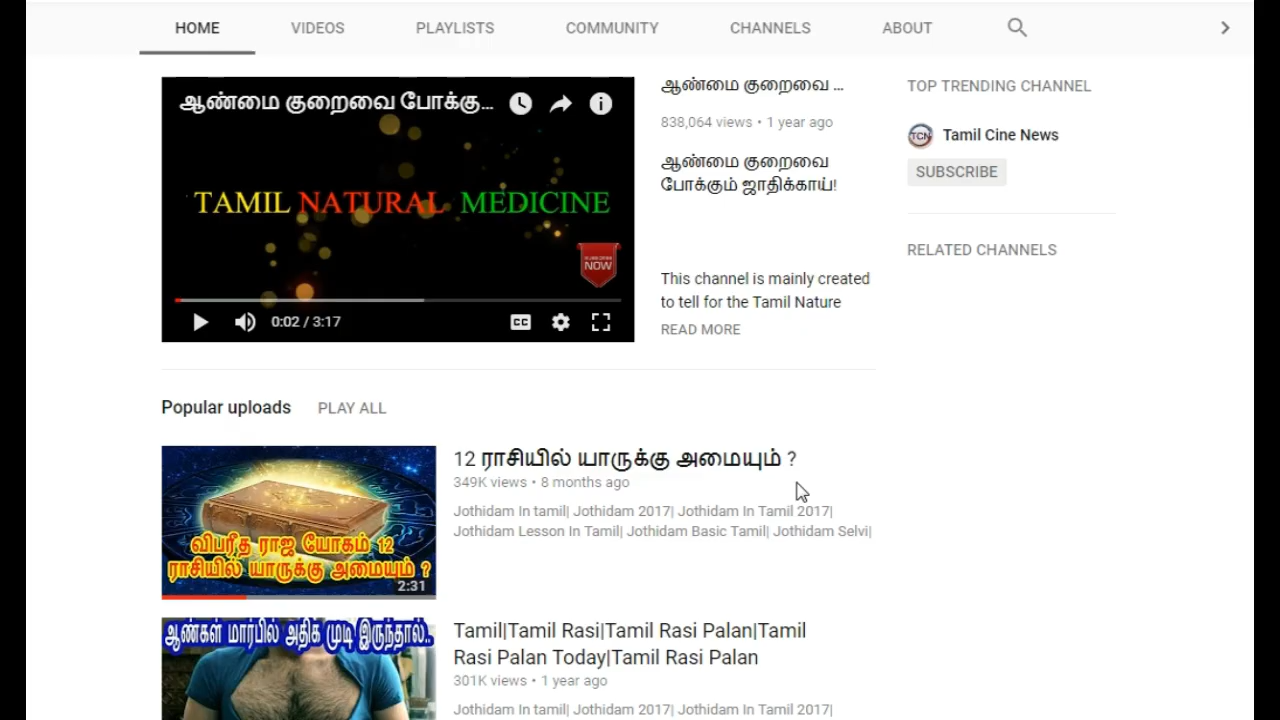 HOME
VIDEOS
PLAYLISTS
COMMUNITY
CHANNELS
ABOUT
ஆண்மை குறைவை போக்கு...
TAMIL NATURAL MEDICINE
NOW
0:02 / 3:17
CC
ஆண்மை குறைவை ...
838,064 views • 1 year ago
ஆண்மை குறைவை
போக்கும் ஜாதிக்காய்!
This channel is mainly created
to tell for the Tamil Nature
READ MORE
TOP TRENDING CHANNEL
TCN
Tamil Cine News
SUBSCRIBE
RELATED CHANNELS
Popular uploads
PLAY ALL
விபரீத ராஜ யோகம் 12
ராசியில் யாருக்கு அமையும் ?
2:31
12 ராசியில் யாருக்கு அமையும் ?
349K views • 8 months ago
Jothidam In tamil| Jothidam 2017| Jothidam In Tamil 2017|
Jothidam Lesson In Tamil| Jothidam Basic Tamil| Jothidam Selvi|
ஆண்கள் மார்பில் அதிக முடி இருந்தால்..
Tamil|Tamil Rasi|Tamil Rasi Palan|Tamil
Rasi Palan Today|Tamil Rasi Palan
301K views • 1 year ago
Jothidam In tamil| Jothidam 2017| Jothidam In Tamil 2017|